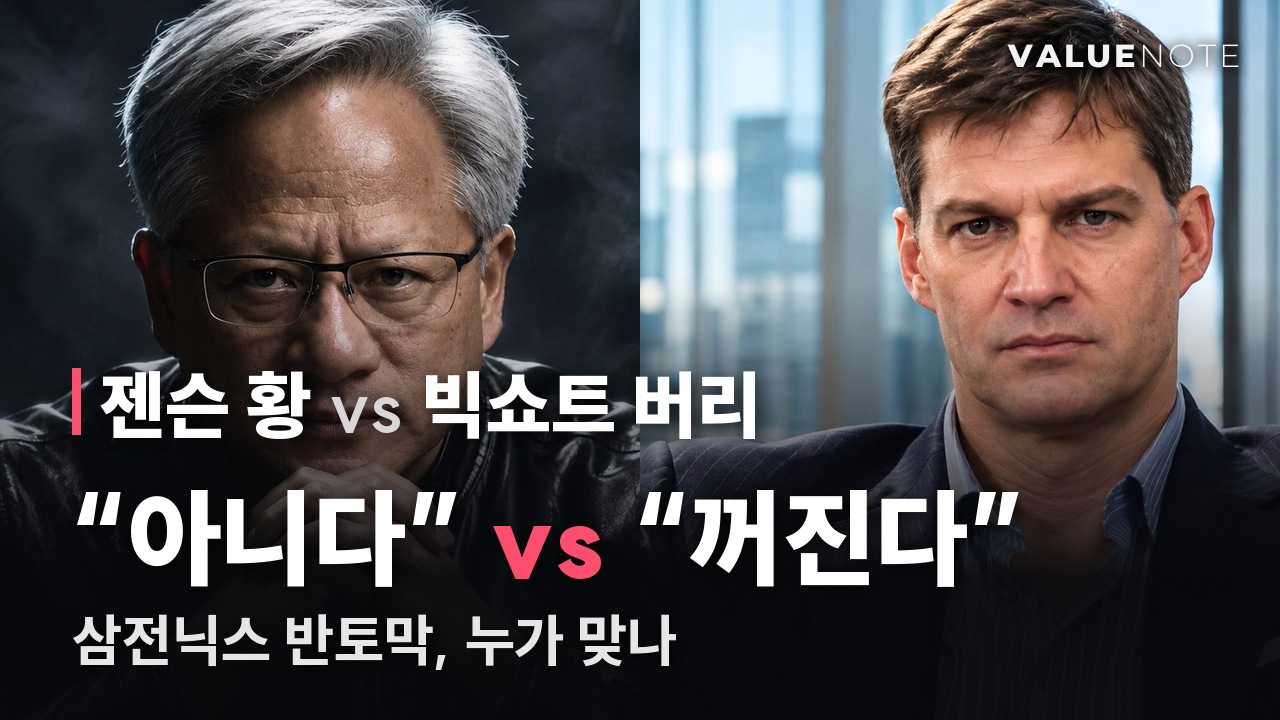 VALUENOTE
젠슨 황 vs 빅쇼트 버리
“아니다” vs “꺼진다”
삼전닉스 반토막, 누가 맞나